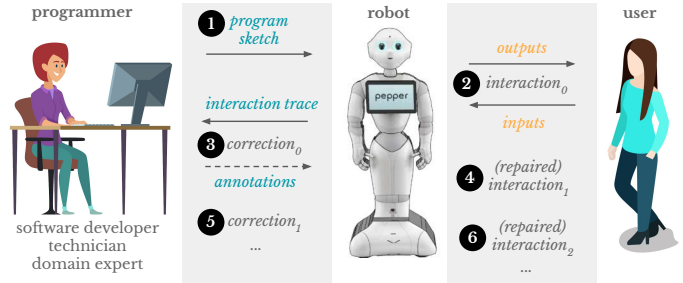 programmer
robot
user
1 program
sketch
outputs
2 interaction0
inputs
pepper
interaction trace
3 correction0
annotations
4 (repaired)
interaction1
5 correction1
...
6 (repaired)
interaction2
...
software developer
technician
domain expert